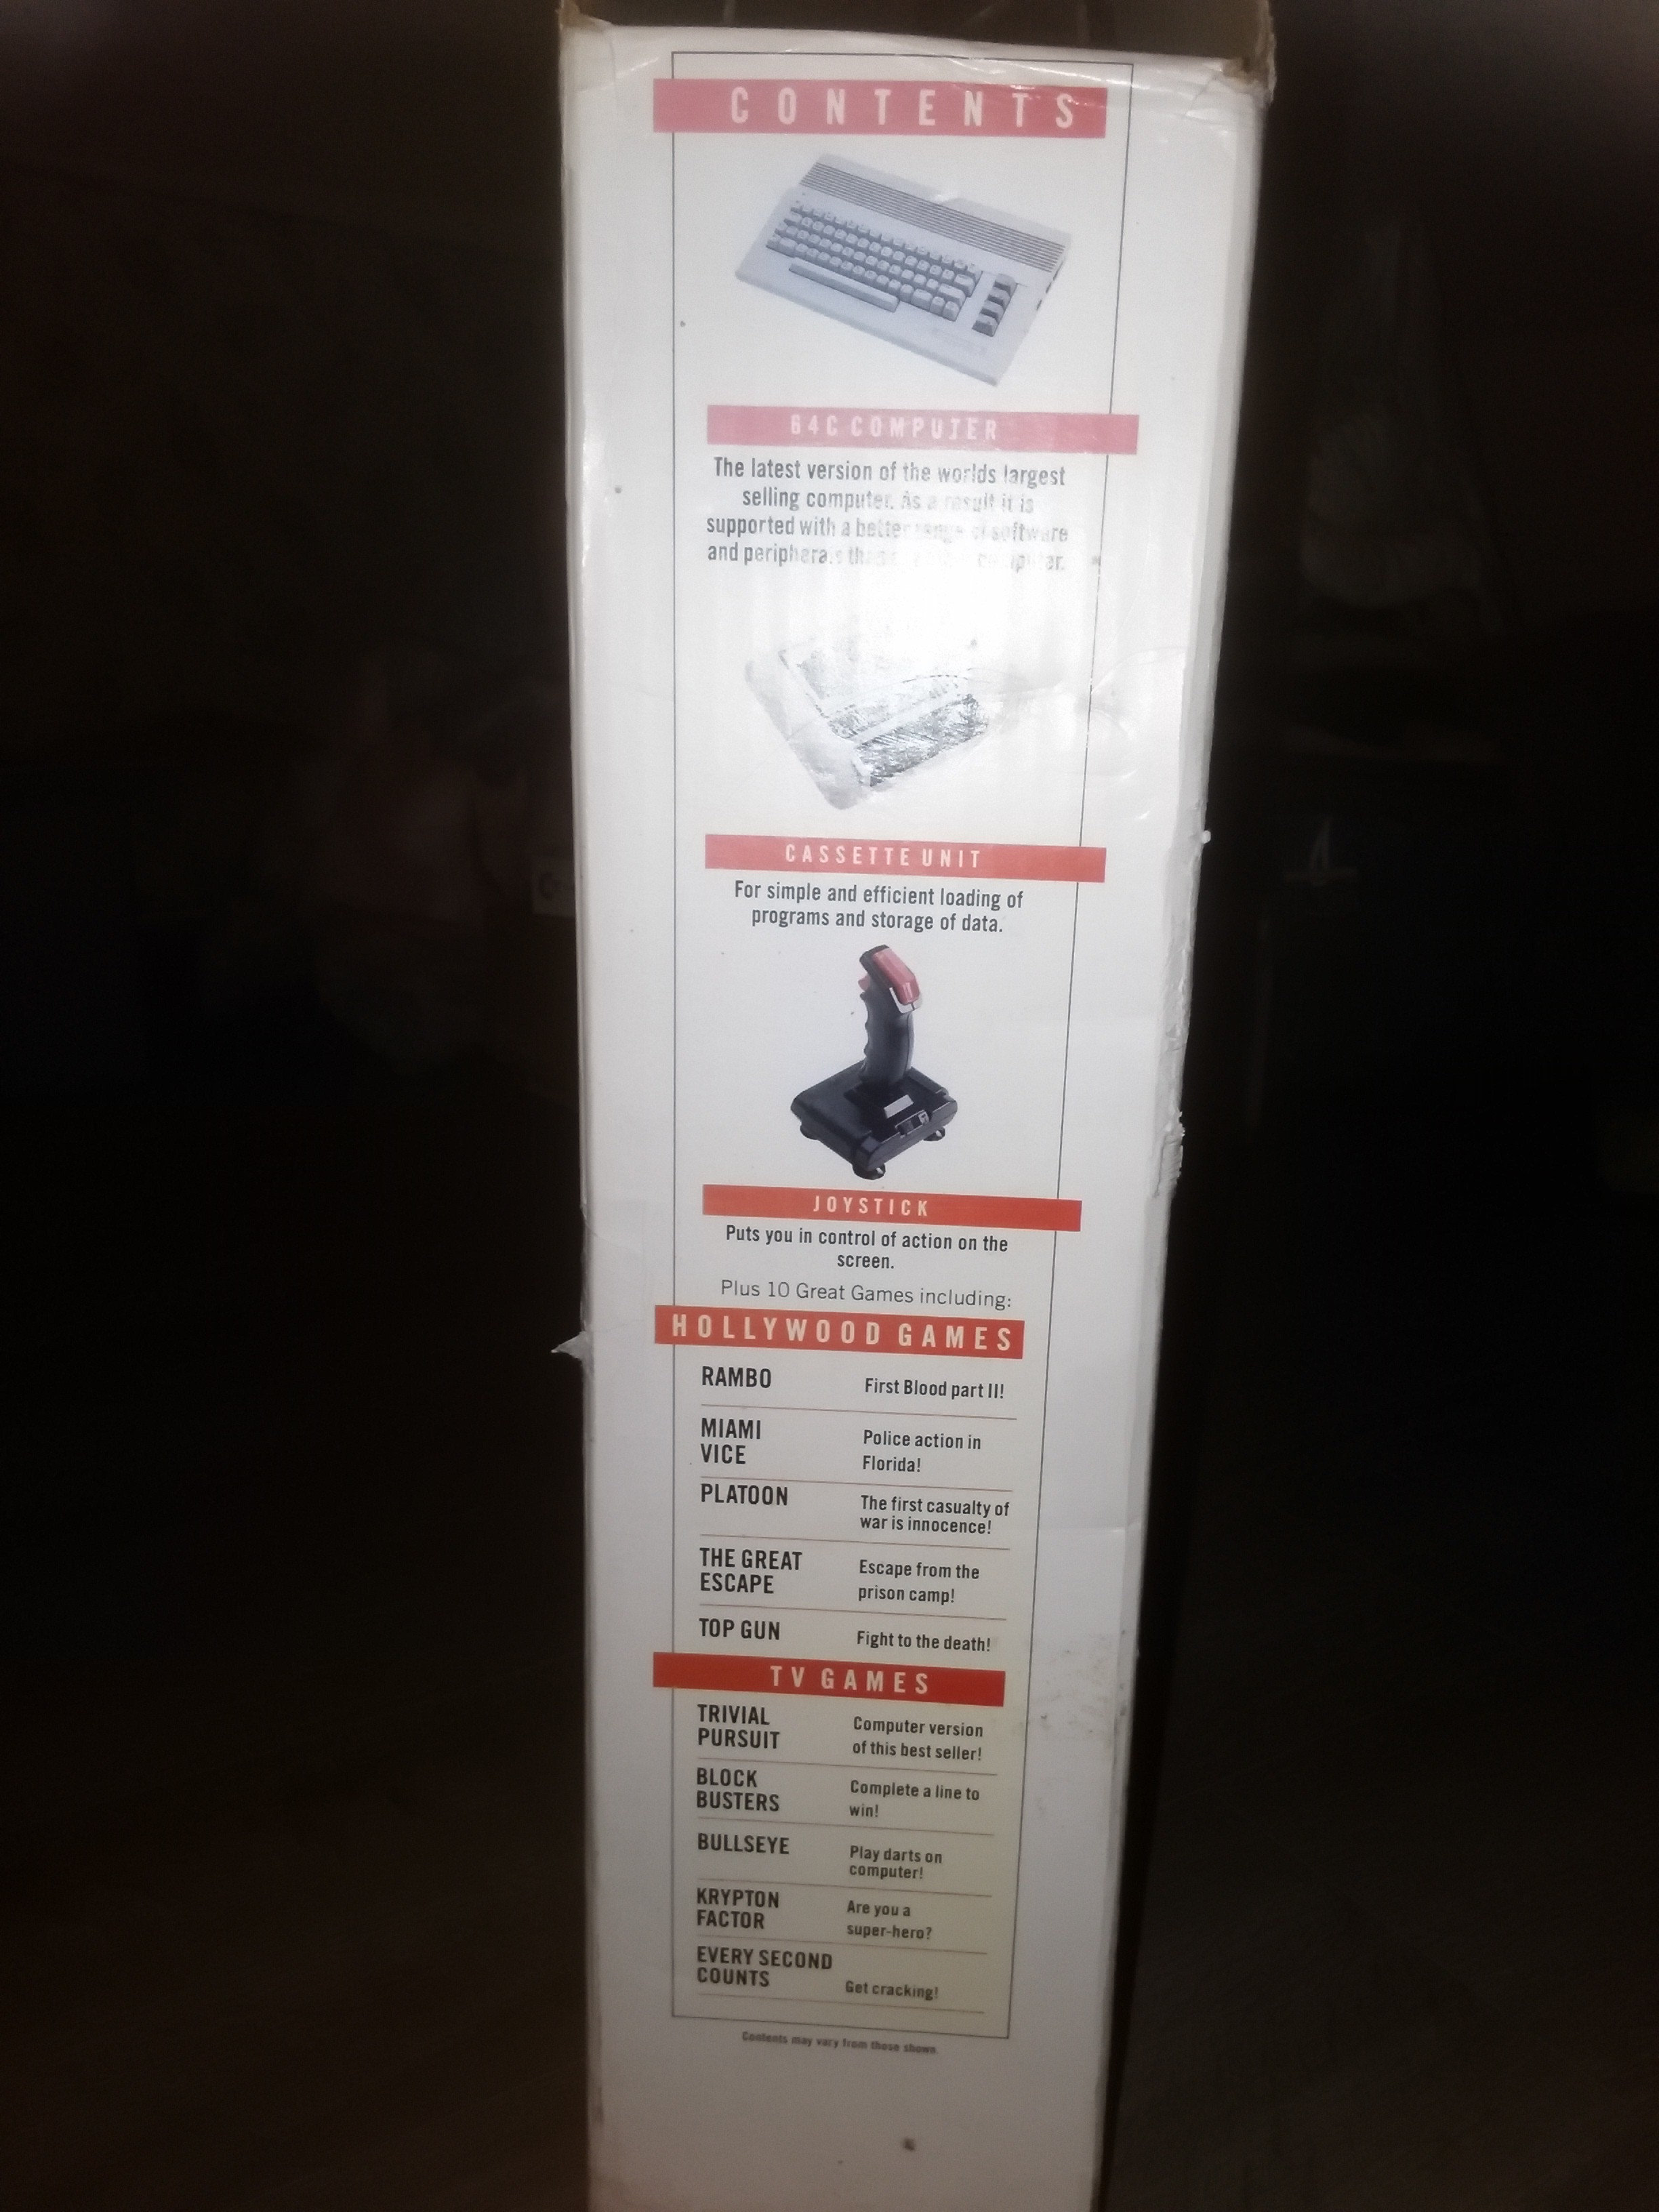 CONTENTS
64C COMPUTER
The latest version of the worlds largest
selling computer. As a result it is
supported with a better range of software
and peripherals computer.
CASSETTE UNIT
For simple and efficient loading of
programs and storage of data.
JOYSTICK
Puts you in control of action on the
screen.
Plus 10 Great Games including:
HOLLYWOOD GAMES
RAMBO First Blood part II!
MIAMI
VICE
Police action in
Florida!
PLATOON
The first casualty of
war is innocence!
THE GREAT
ESCAPE
Escape from the
prison camp!
TOP GUN Fight to the death!
TV GAMES
TRIVIAL
PURSUIT
Computer version
of this best seller!
BLOCK
BUSTERS
Complete a line to
win!
BULLSEYE
Play darts on
computer!
KRYPTON
FACTOR
Are you a
super-hero?
EVERY SECOND
COUNTS
Get cracking!
Contents may vary from those shown